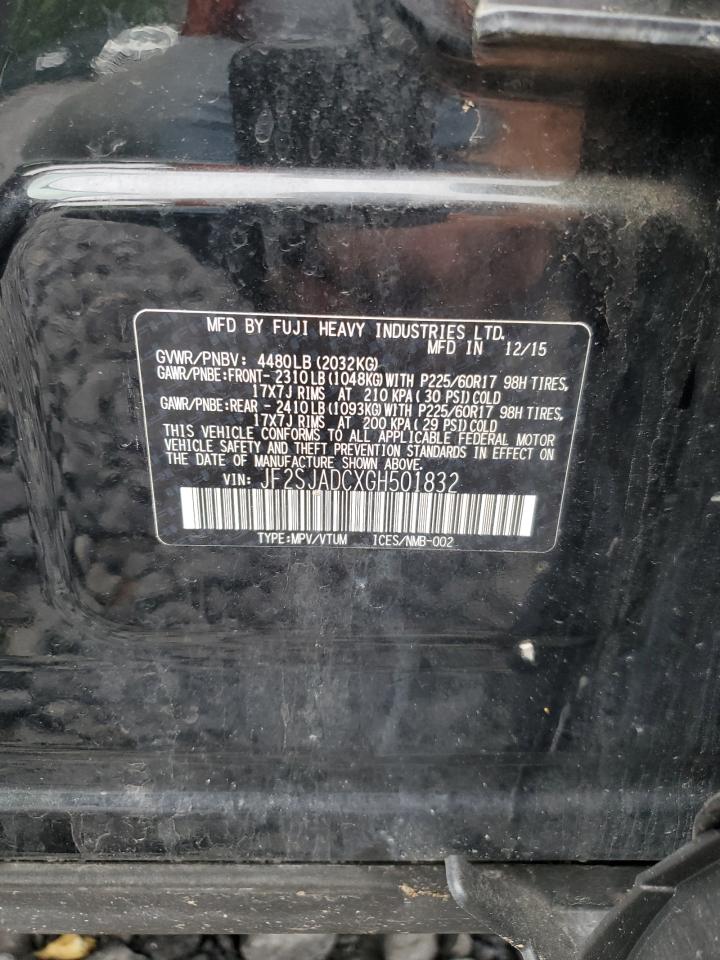 MFD BY FUJI HEAVY INDUSTRIES LTD.
MFD IN 12/15
GVWR/PNBV: 4480LB (2032KG)
GAWR/PNBE:FRONT- 2310LB (1048KG) WITH P225/60R17 98H TIRES,
17X7J RIMS AT 210 KPA ( 30 PSI) COLD
GAWR/PNBE:REAR - 2410LB (1093KG) WITH P225/60R17 98H TIRES,
17X7J RIMS AT 200 KPA ( 29 PSI) COLD
THIS VEHICLE CONFORMS TO ALL APPLICABLE FEDERAL MOTOR
VEHICLE SAFETY AND THEFT PREVENTION STANDARDS IN EFFECT ON
THE DATE OF MANUFACTURE SHOWN ABOVE.
VIN: JF2SJADCXGH501832
TYPE:MPV/VTUM ICES/NMB-002